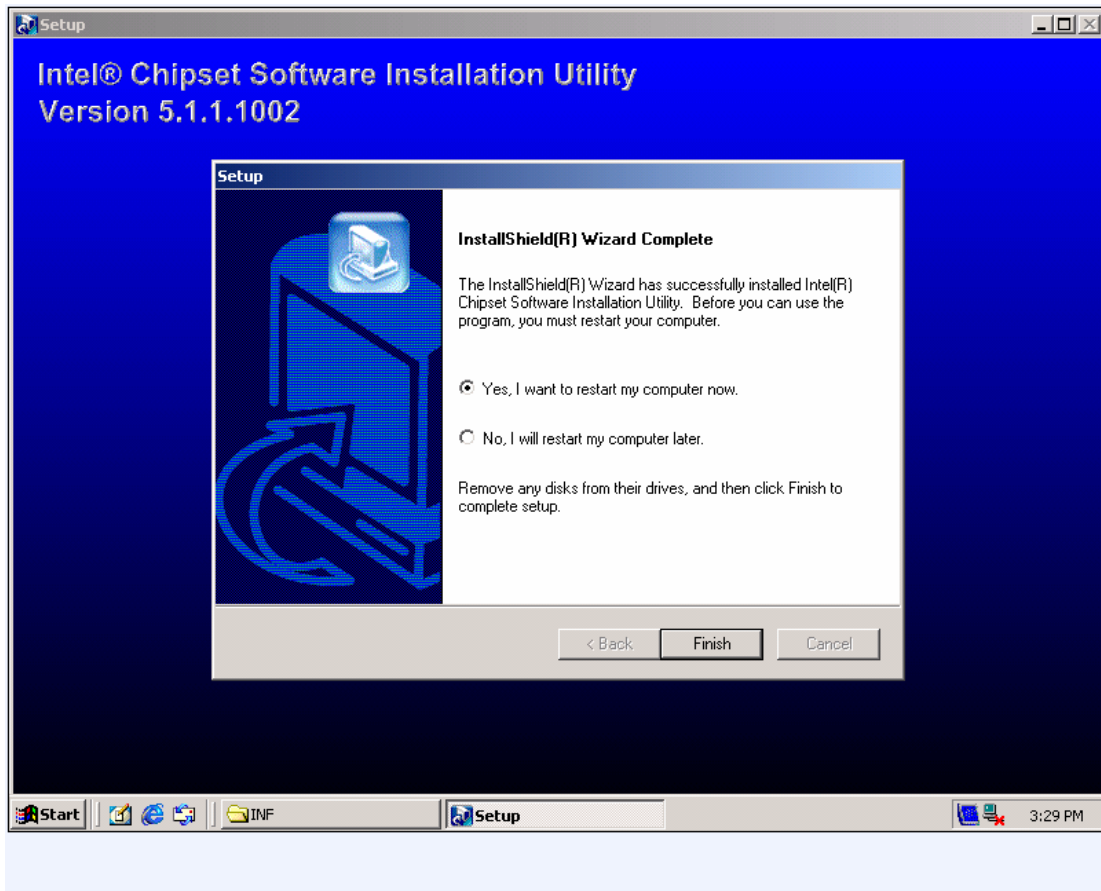 Setup
Intel® Chipset Software Installation Utility
Version 5.1.1.1002
Setup
InstallShield(R) Wizard Complete
The InstallShield(R) Wizard has successfully installed Intel(R)
Chipset Software Installation Utility. Before you can use the
program, you must restart your computer.
Yes, I want to restart my computer now.
No, I will restart my computer later.
Remove any disks from their drives, and then click Finish to
complete setup.
< Back
Finish
Cancel
Start
INF
Setup
3:29 PM